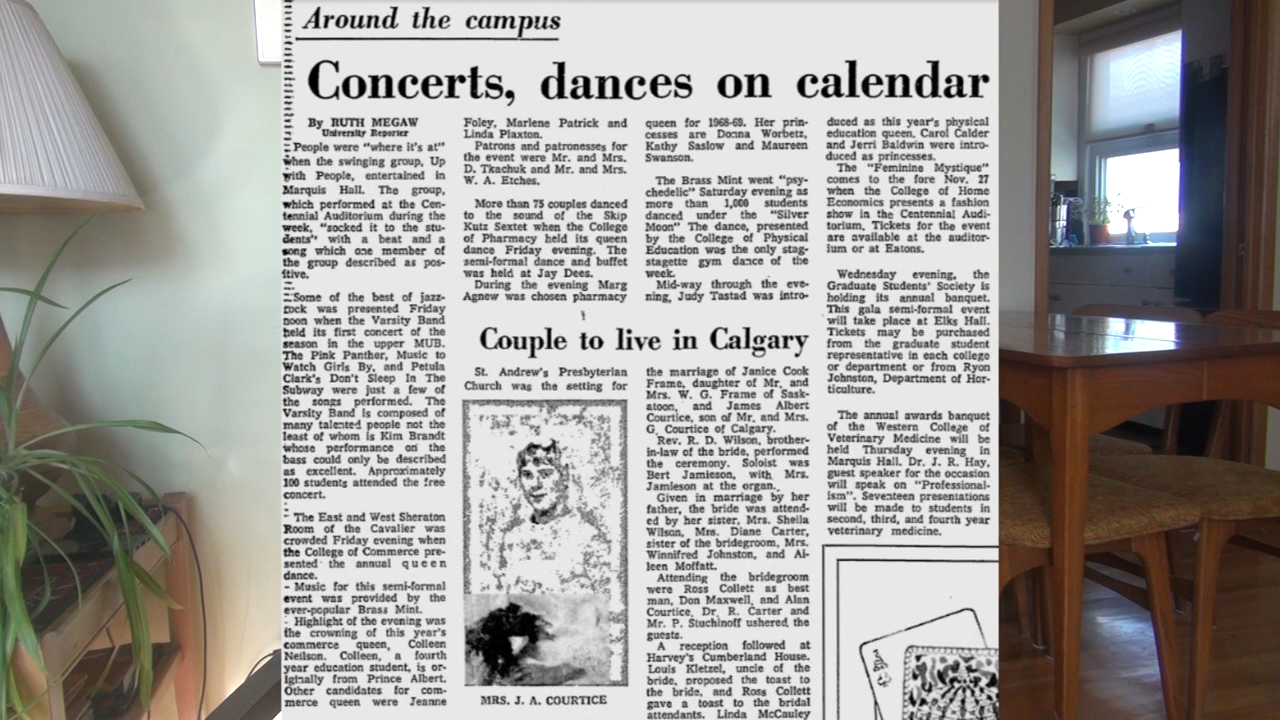 Around the campus
Concerts, dances on calendar
By RUTH MEGAW
University Reporter
People were "where it's at"
when the swinging group, Up
with People, entertained in
Marquis Hall. The group,
which performed at the Cen-
tennial Auditorium during the
week, "socked it to the stu-
dents" with a beat and a
song which one member of
the group described as pos-
itive.
Some of the best of jazz-
rock was presented Friday
noon when the Varsity Band
held its first concert of the
season in the upper MUB.
The Pink Panther, Music to
Watch Girls By, and Petula
Clark's Don't Sleep In The
Subway were just a few of
the songs performed. The
Varsity Band is composed of
many talented people not the
least of whom is Kim Brandt
whose performance on the
bass could only be described
as excellent. Approximately
100 students attended the free
concert.
The East and West Sheraton
Room of the Cavalier was
crowded Friday evening when
the College of Commerce pre-
sented the annual queen
dance.
Music for this semi-formal
event was provided by the
ever-popular Brass Mint.
Highlight of the evening was
the crowning of this year's
commerce queen, Colleen
Neilson. Colleen, a fourth
year education student, is or-
iginally from Prince Albert.
Other candidates for com-
merce queen were Jeanne
Foley, Marlene Patrick and
Linda Plaxton.
Patrons and patronesses for
the event were Mr. and Mrs.
D. Tkachuk and Mr. and Mrs.
W. A. Etches.
More than 75 couples danced
to the sound of the Skip
Kutz Sextet when the College
of Pharmacy held its queen
dance Friday evening. The
semi-formal dance and buffet
was held at Jay Dees.
During the evening Marg
Agnew was chosen pharmacy
queen for 1968-69. Her prin-
cesses are Donna Worbetz,
Kathy Saslow and Maureen
Swanson.
The Brass Mint went "psy-
chedelic" Saturday evening as
more than 1,000 students
danced under the "Silver
Moon" The dance, presented
by the College of Physical
Education was the only stag-
stagette gym dance of the
week.
Mid-way through the eve-
ning, Judy Tastad was intro-
duced as this year's physical
education queen. Carol Calder
and Jerri Baldwin were intro-
duced as princesses.
The "Feminine Mystique"
comes to the fore Nov. 27
when the College of Home
Economics presents a fashion
show in the Centennial Audi-
torium. Tickets for the event
are available at the auditor-
ium or at Eatons.
Wednesday evening, the
Graduate Students' Society is
holding its annual banquet.
This gala semi-formal event
will take place at Elks Hall.
Tickets may be purchased
from the graduate student
representative in each college
or department or from Ryon
Johnston, Department of Hor-
ticulture.
The annual awards banquet
of the Western College of
Veterinary Medicine will be
held Thursday evening in
Marquis Hall. Dr. J. R. Hay,
guest speaker for the occasion
will speak on "Professional-
ism". Seventeen presentations
will be made to students in
second, third, and fourth year
veterinary medicine.
Couple to live in Calgary
St. Andrew's Presbyterian
Church was the setting for
MRS. J. A. COURTICE
the marriage of Janice Cook
Frame, daughter of Mr. and
Mrs. W. G. Frame of Sask-
atoon, and James Albert
Courtice, son of Mr. and Mrs.
G. Courtice of Calgary.
Rev. R. D. Wilson, brother-
in-law of the bride, performed
the ceremony. Soloist was
Bert Jamieson, with Mrs.
Jamieson at the organ.
Given in marriage by her
father, the bride was attend-
ed by her sister, Mrs. Sheila
Wilson, Mrs. Diane Carter,
sister of the bridegroom, Mrs.
Winnifred Johnston, and Ai-
leen Moffatt.
Attending the bridegroom
were Ross Collett as best
man, Don Maxwell, and Alan
Courtice. Dr. R. Carter and
Mr. P. Stuchinoff ushered the
guests.
A reception followed at
Harvey's Cumberland House.
Louis Kletzel, uncle of the
bride, proposed the toast to
the bride, and Ross Collett
gave a toast to the bridal
attendants. Linda McCauley